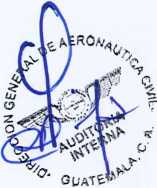 DIRECCION GENERAL DE AERONAUTICA CIVIL
AUDITORIA
INTERNA
GUATEMALA, C. A.